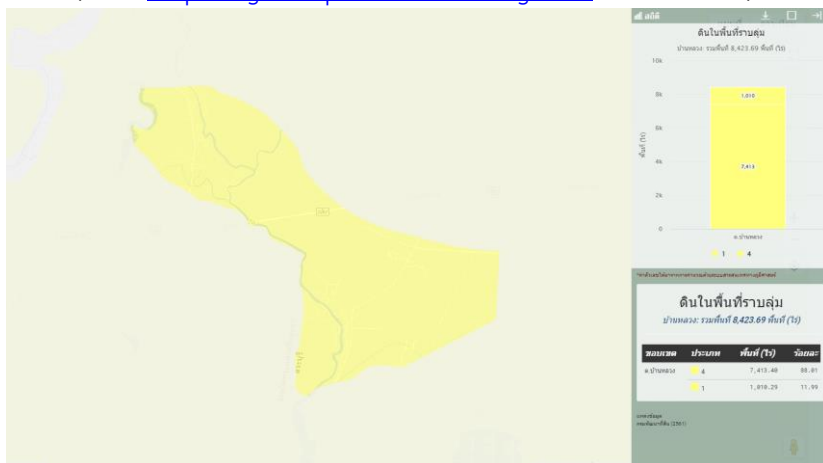 สถิติ
ดินในพื้นที่ราบลุ่ม
บ้านหลวง: รวมพื้นที่ 8,423.69 พื้นที่ (ไร่)
10k
8k
6k
4k
2k
0
พื้นที่ (ไร่)
1,010
7,413
ต.บ้านหลวง
1 4
ดินในพื้นที่ราบลุ่ม
บ้านหลวง: รวมพื้นที่ 8,423.69 พื้นที่ (ไร่)
ขอบเขต ประเภท พื้นที่ (ไร่) ร้อยละ
ต.บ้านหลวง 4 7,413.40 88.01
1 1,010.29 11.99